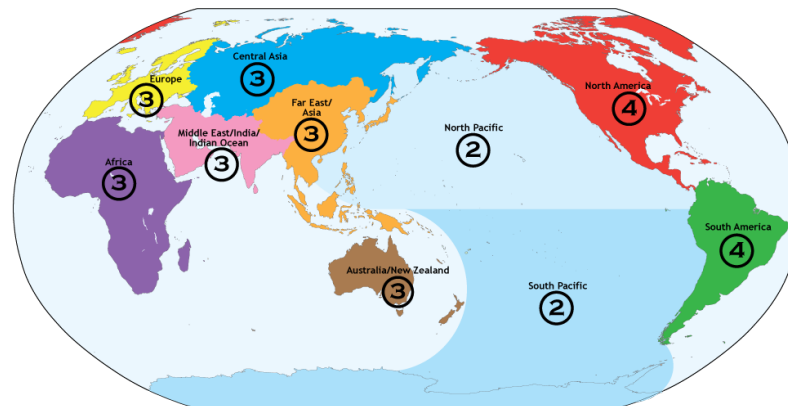 Central Asia
3
Europe
3
North America
4
Far East/
Asia
3
Middle East/India/
Indian Ocean
3
North Pacific
2
Africa
3
South America
4
Australia/New Zealand
3
South Pacific
2